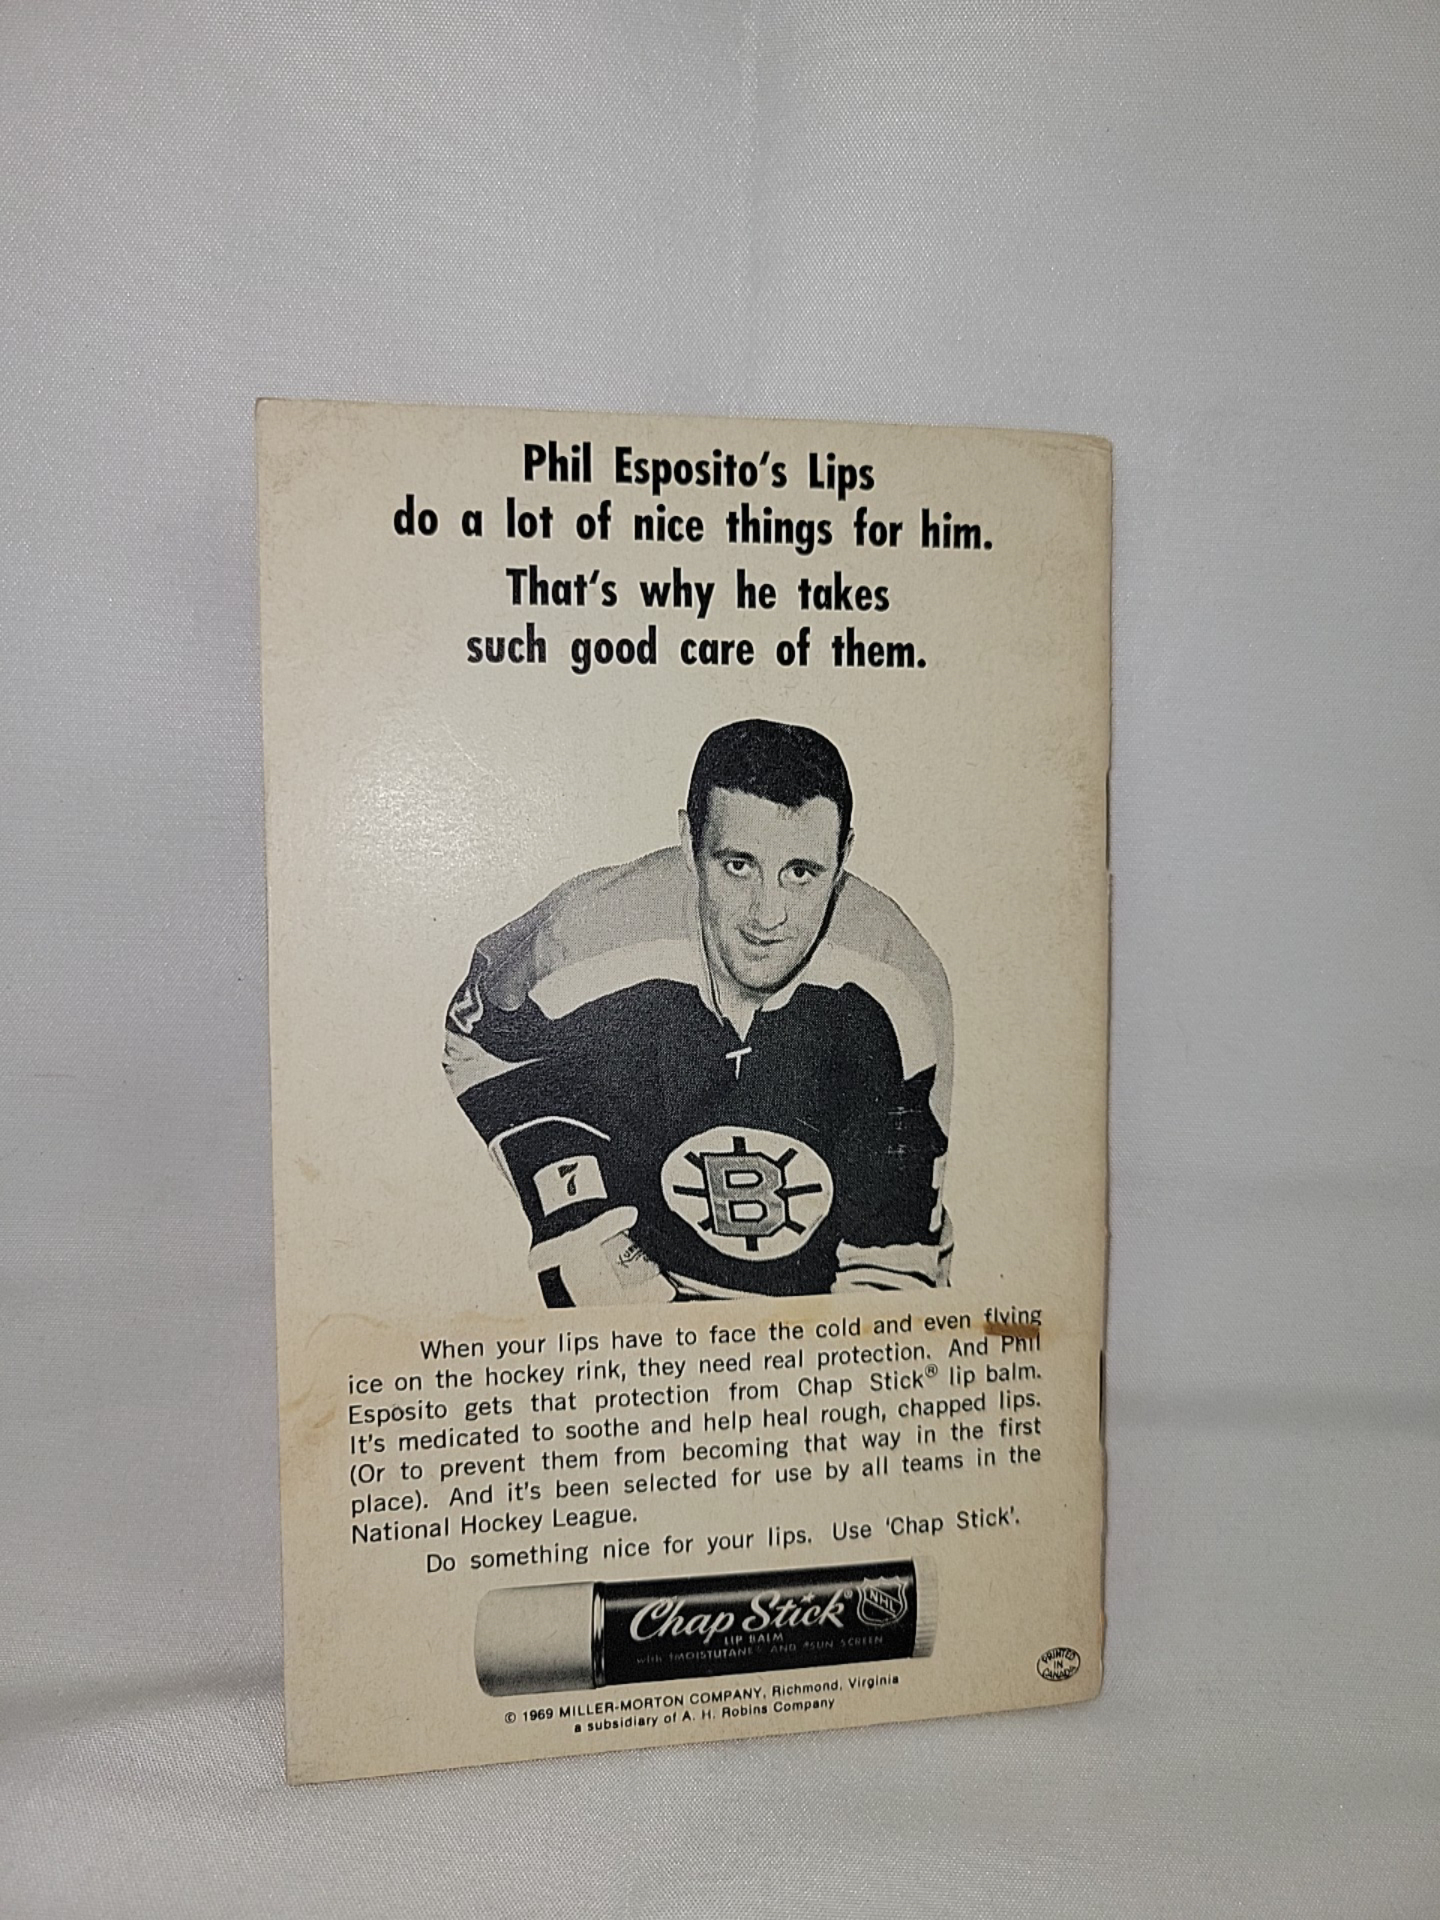 Phil Esposito's Lips
do a lot of nice things for him.
That's why he takes
such good care of them.
7
B
When your lips have to face the cold and even flying
ice on the hockey rink, they need real protection. And Phil
Esposito gets that protection from Chap Stick® lip balm.
It's medicated to soothe and help heal rough, chapped lips.
(Or to prevent them from becoming that way in the first
place). And it's been selected for use by all teams in the
National Hockey League.
Do something nice for your lips. Use 'Chap Stick'.
Chap Stick®
NHL
LIP BALM
with MOISTUTANE AND SUN SCREEN
PRINTED
IN
CANADA
© 1969 MILLER-MORTON COMPANY, Richmond, Virginia
a subsidiary of A. H. Robins Company